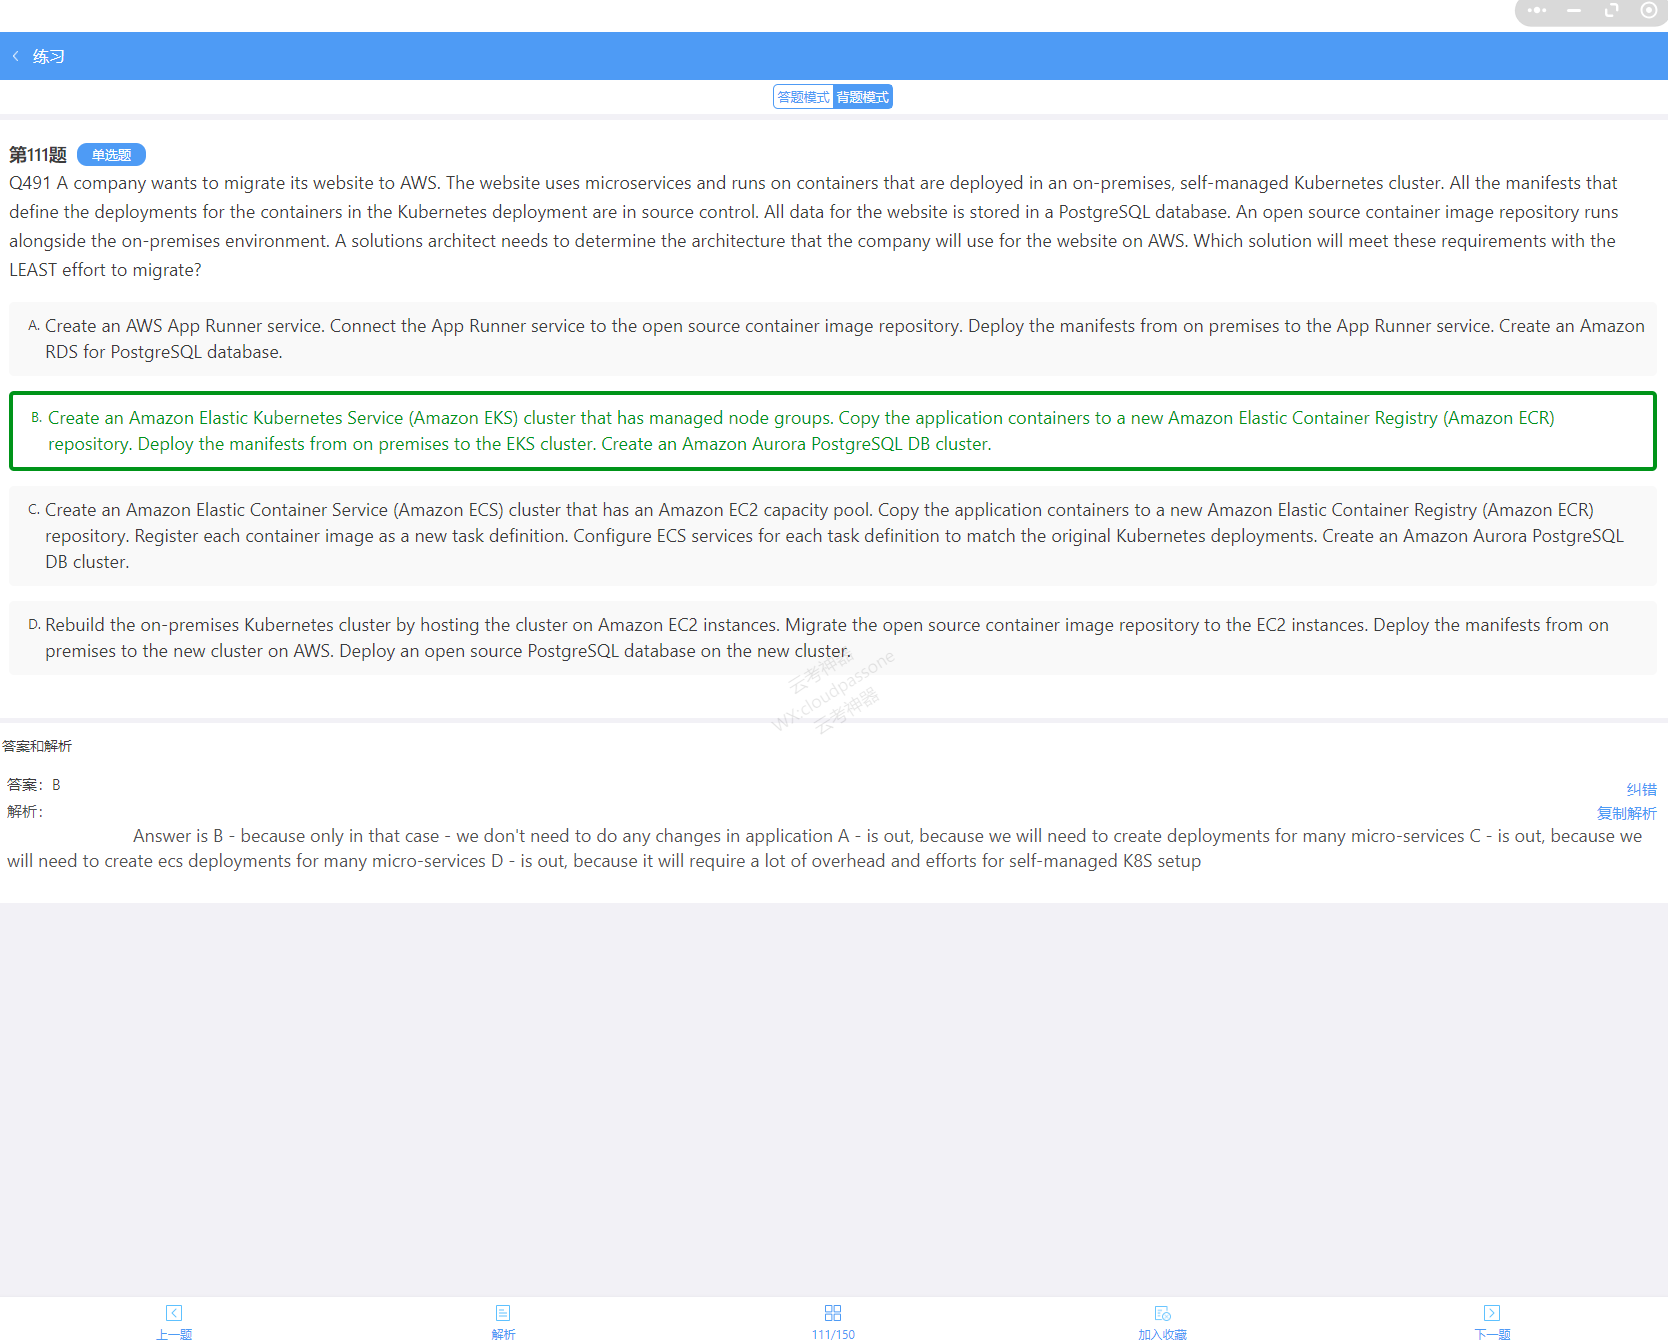 练习
答题模式 背题模式
第111题 单选题
Q491 A company wants to migrate its website to AWS. The website uses microservices and runs on containers that are deployed in an on-premises, self-managed Kubernetes cluster. All the manifests that
define the deployments for the containers in the Kubernetes deployment are in source control. All data for the website is stored in a PostgreSQL database. An open source container image repository runs
alongside the on-premises environment. A solutions architect needs to determine the architecture that the company will use for the website on AWS. Which solution will meet these requirements with the
LEAST effort to migrate?
A. Create an AWS App Runner service. Connect the App Runner service to the open source container image repository. Deploy the manifests from on premises to the App Runner service. Create an Amazon
RDS for PostgreSQL database.
B. Create an Amazon Elastic Kubernetes Service (Amazon EKS) cluster that has managed node groups. Copy the application containers to a new Amazon Elastic Container Registry (Amazon ECR)
repository. Deploy the manifests from on premises to the EKS cluster. Create an Amazon Aurora PostgreSQL DB cluster.
C. Create an Amazon Elastic Container Service (Amazon ECS) cluster that has an Amazon EC2 capacity pool. Copy the application containers to a new Amazon Elastic Container Registry (Amazon ECR)
repository. Register each container image as a new task definition. Configure ECS services for each task definition to match the original Kubernetes deployments. Create an Amazon Aurora PostgreSQL
DB cluster.
D. Rebuild the on-premises Kubernetes cluster by hosting the cluster on Amazon EC2 instances. Migrate the open source container image repository to the EC2 instances. Deploy the manifests from on
premises to the new cluster on AWS. Deploy an open source PostgreSQL database on the new cluster.
云考神器
WX:cloudpassone
云考神器
答案和解析
答案：B
纠错
解析：
复制解析
Answer is B - because only in that case - we don't need to do any changes in application A - is out, because we will need to create deployments for many micro-services C - is out, because we
will need to create ecs deployments for many micro-services D - is out, because it will require a lot of overhead and efforts for self-managed K8S setup
上一题 解析 111/150 加入收藏 下一题